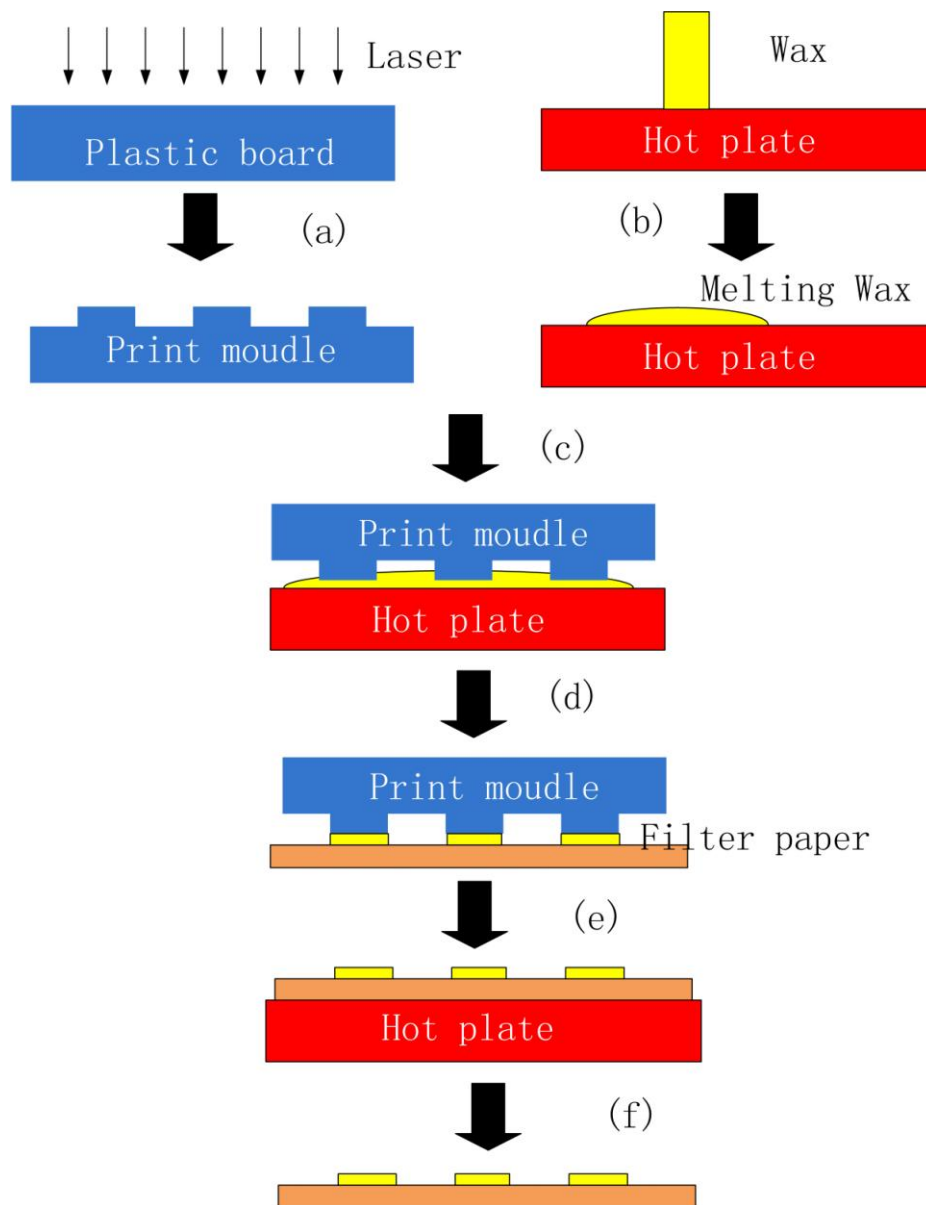 Laser
Wax
Plastic board
Hot plate
(a)
(b)
Melting Wax
Print moudle
Hot plate
(c)
Print moudle
Hot plate
(d)
Print moudle
Filter paper
(e)
Hot plate
(f)